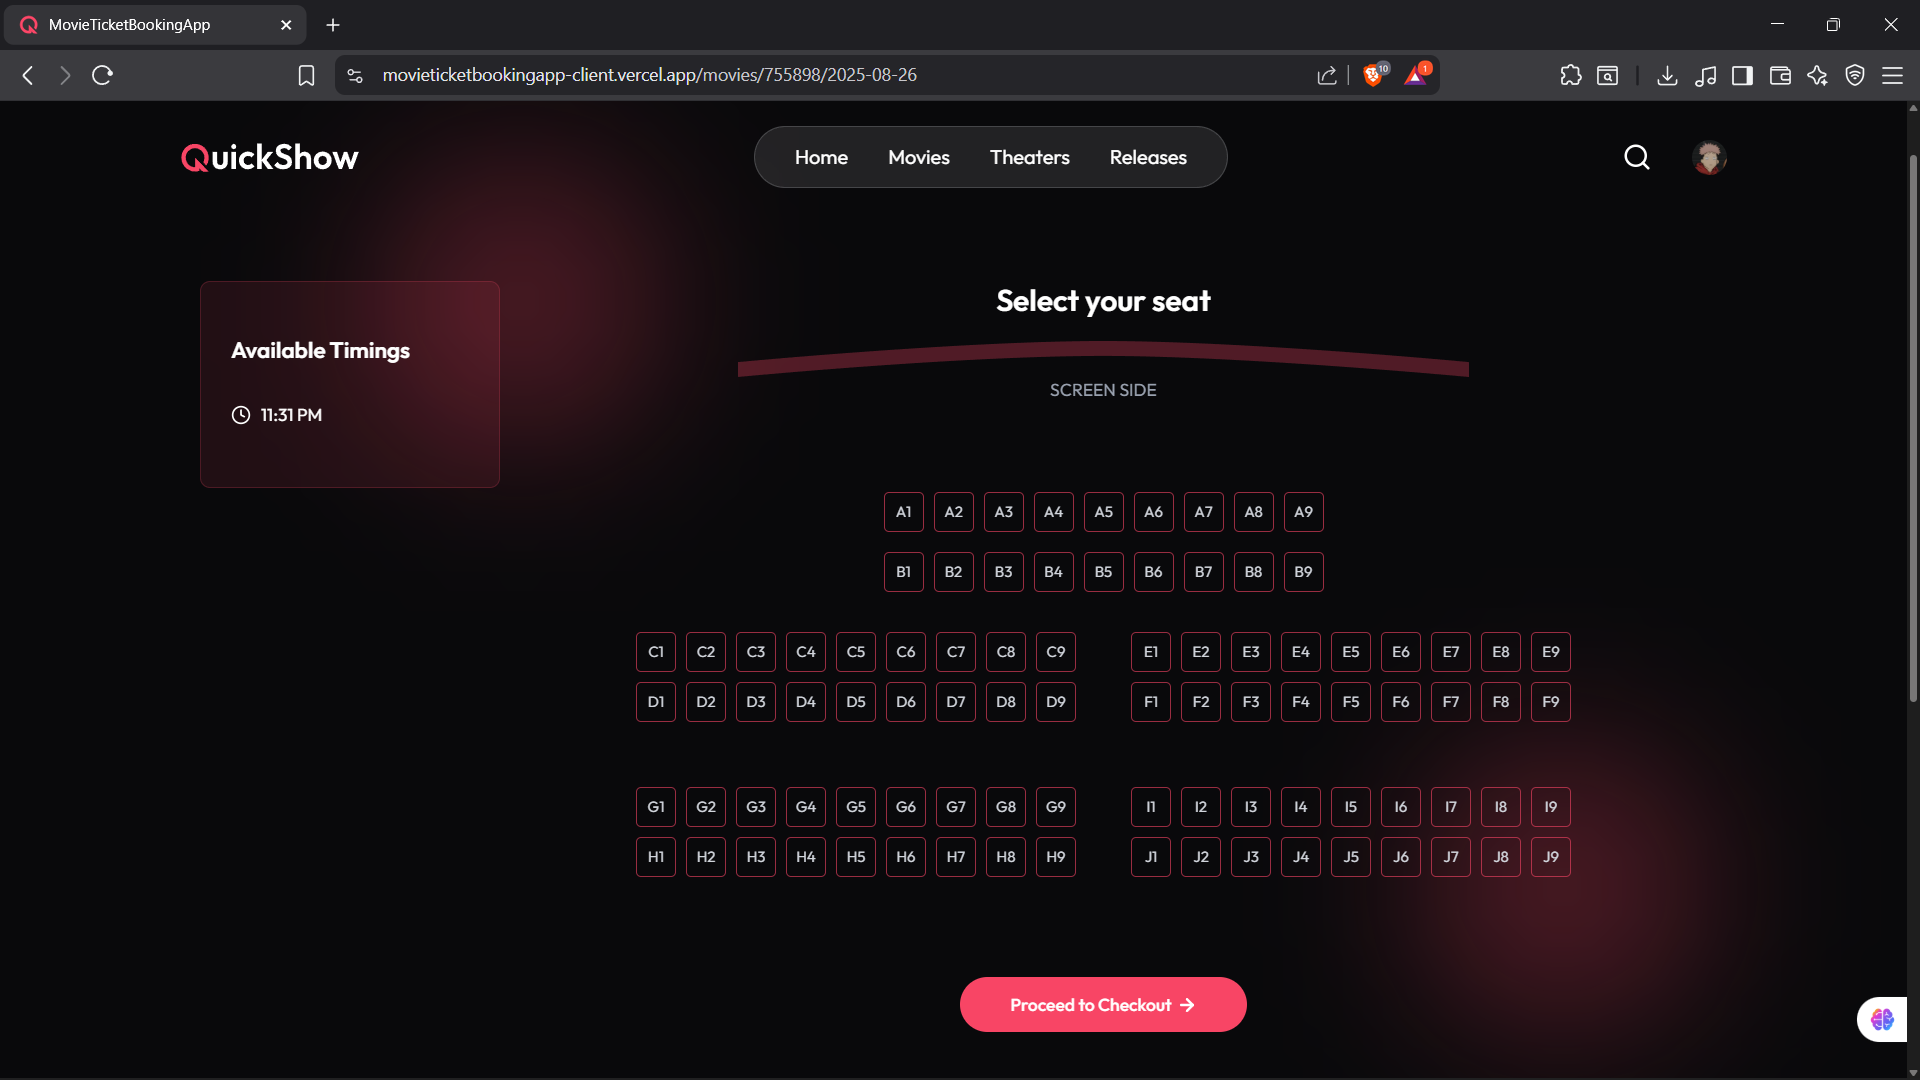 MovieTicketBookingApp
movieticketbookingapp-client.vercel.app/movies/755898/2025-08-26
10
1
QuickShow
Home Movies Theaters Releases
Available Timings
11:31 PM
Select your seat
SCREEN SIDE
A1 A2 A3 A4 A5 A6 A7 A8 A9
B1 B2 B3 B4 B5 B6 B7 B8 B9
C1 C2 C3 C4 C5 C6 C7 C8 C9 E1 E2 E3 E4 E5 E6 E7 E8 E9
D1 D2 D3 D4 D5 D6 D7 D8 D9 F1 F2 F3 F4 F5 F6 F7 F8 F9
G1 G2 G3 G4 G5 G6 G7 G8 G9 I1 I2 I3 I4 I5 I6 I7 I8 I9
H1 H2 H3 H4 H5 H6 H7 H8 H9 J1 J2 J3 J4 J5 J6 J7 J8 J9
Proceed to Checkout →